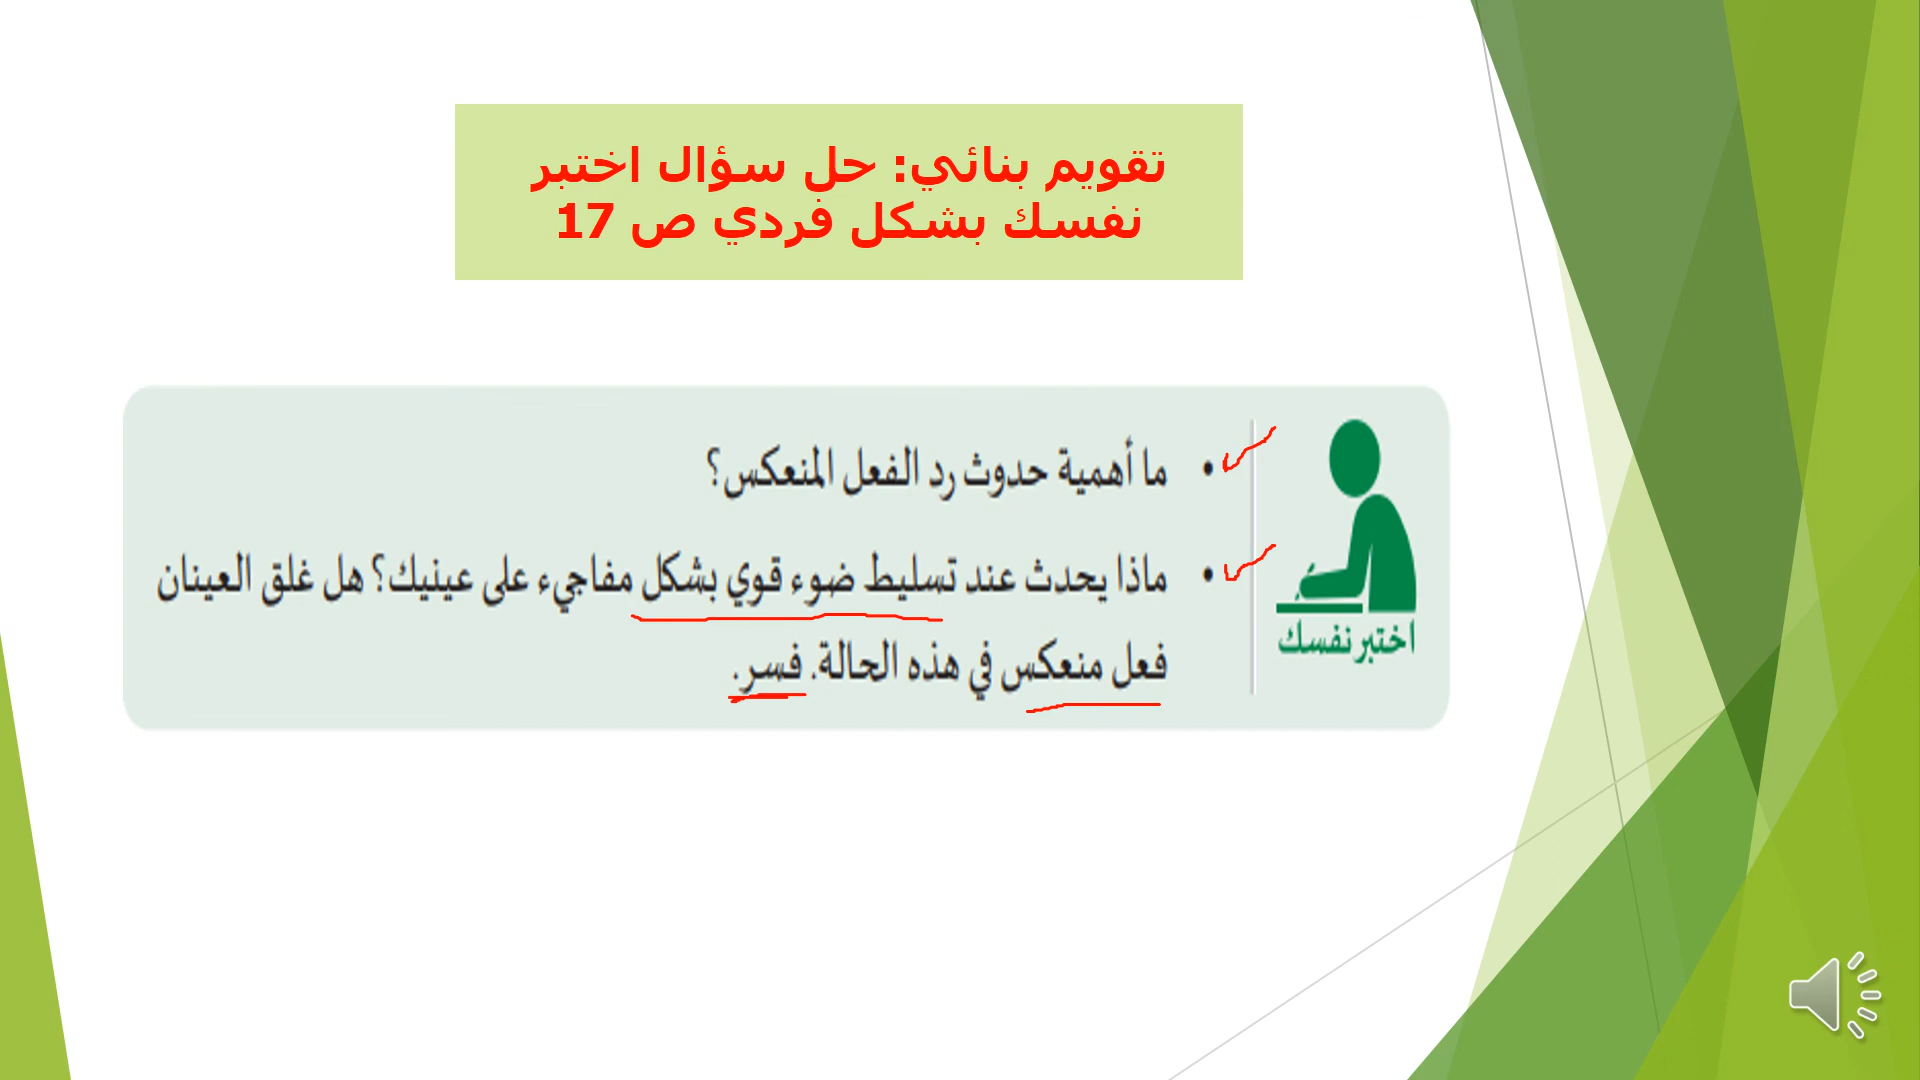 تقويم بنائي: حل سؤال اختبر
نفسك بشكل فردي ص 17
• ما أهمية حدوث رد الفعل المنعكس؟
• ماذا يحدث عند تسليط ضوء قوي بشكل مفاجيء على عينيك؟ هل غلق العينان
فعل منعكس في هذه الحالة. فسر.
اختبر نفسك